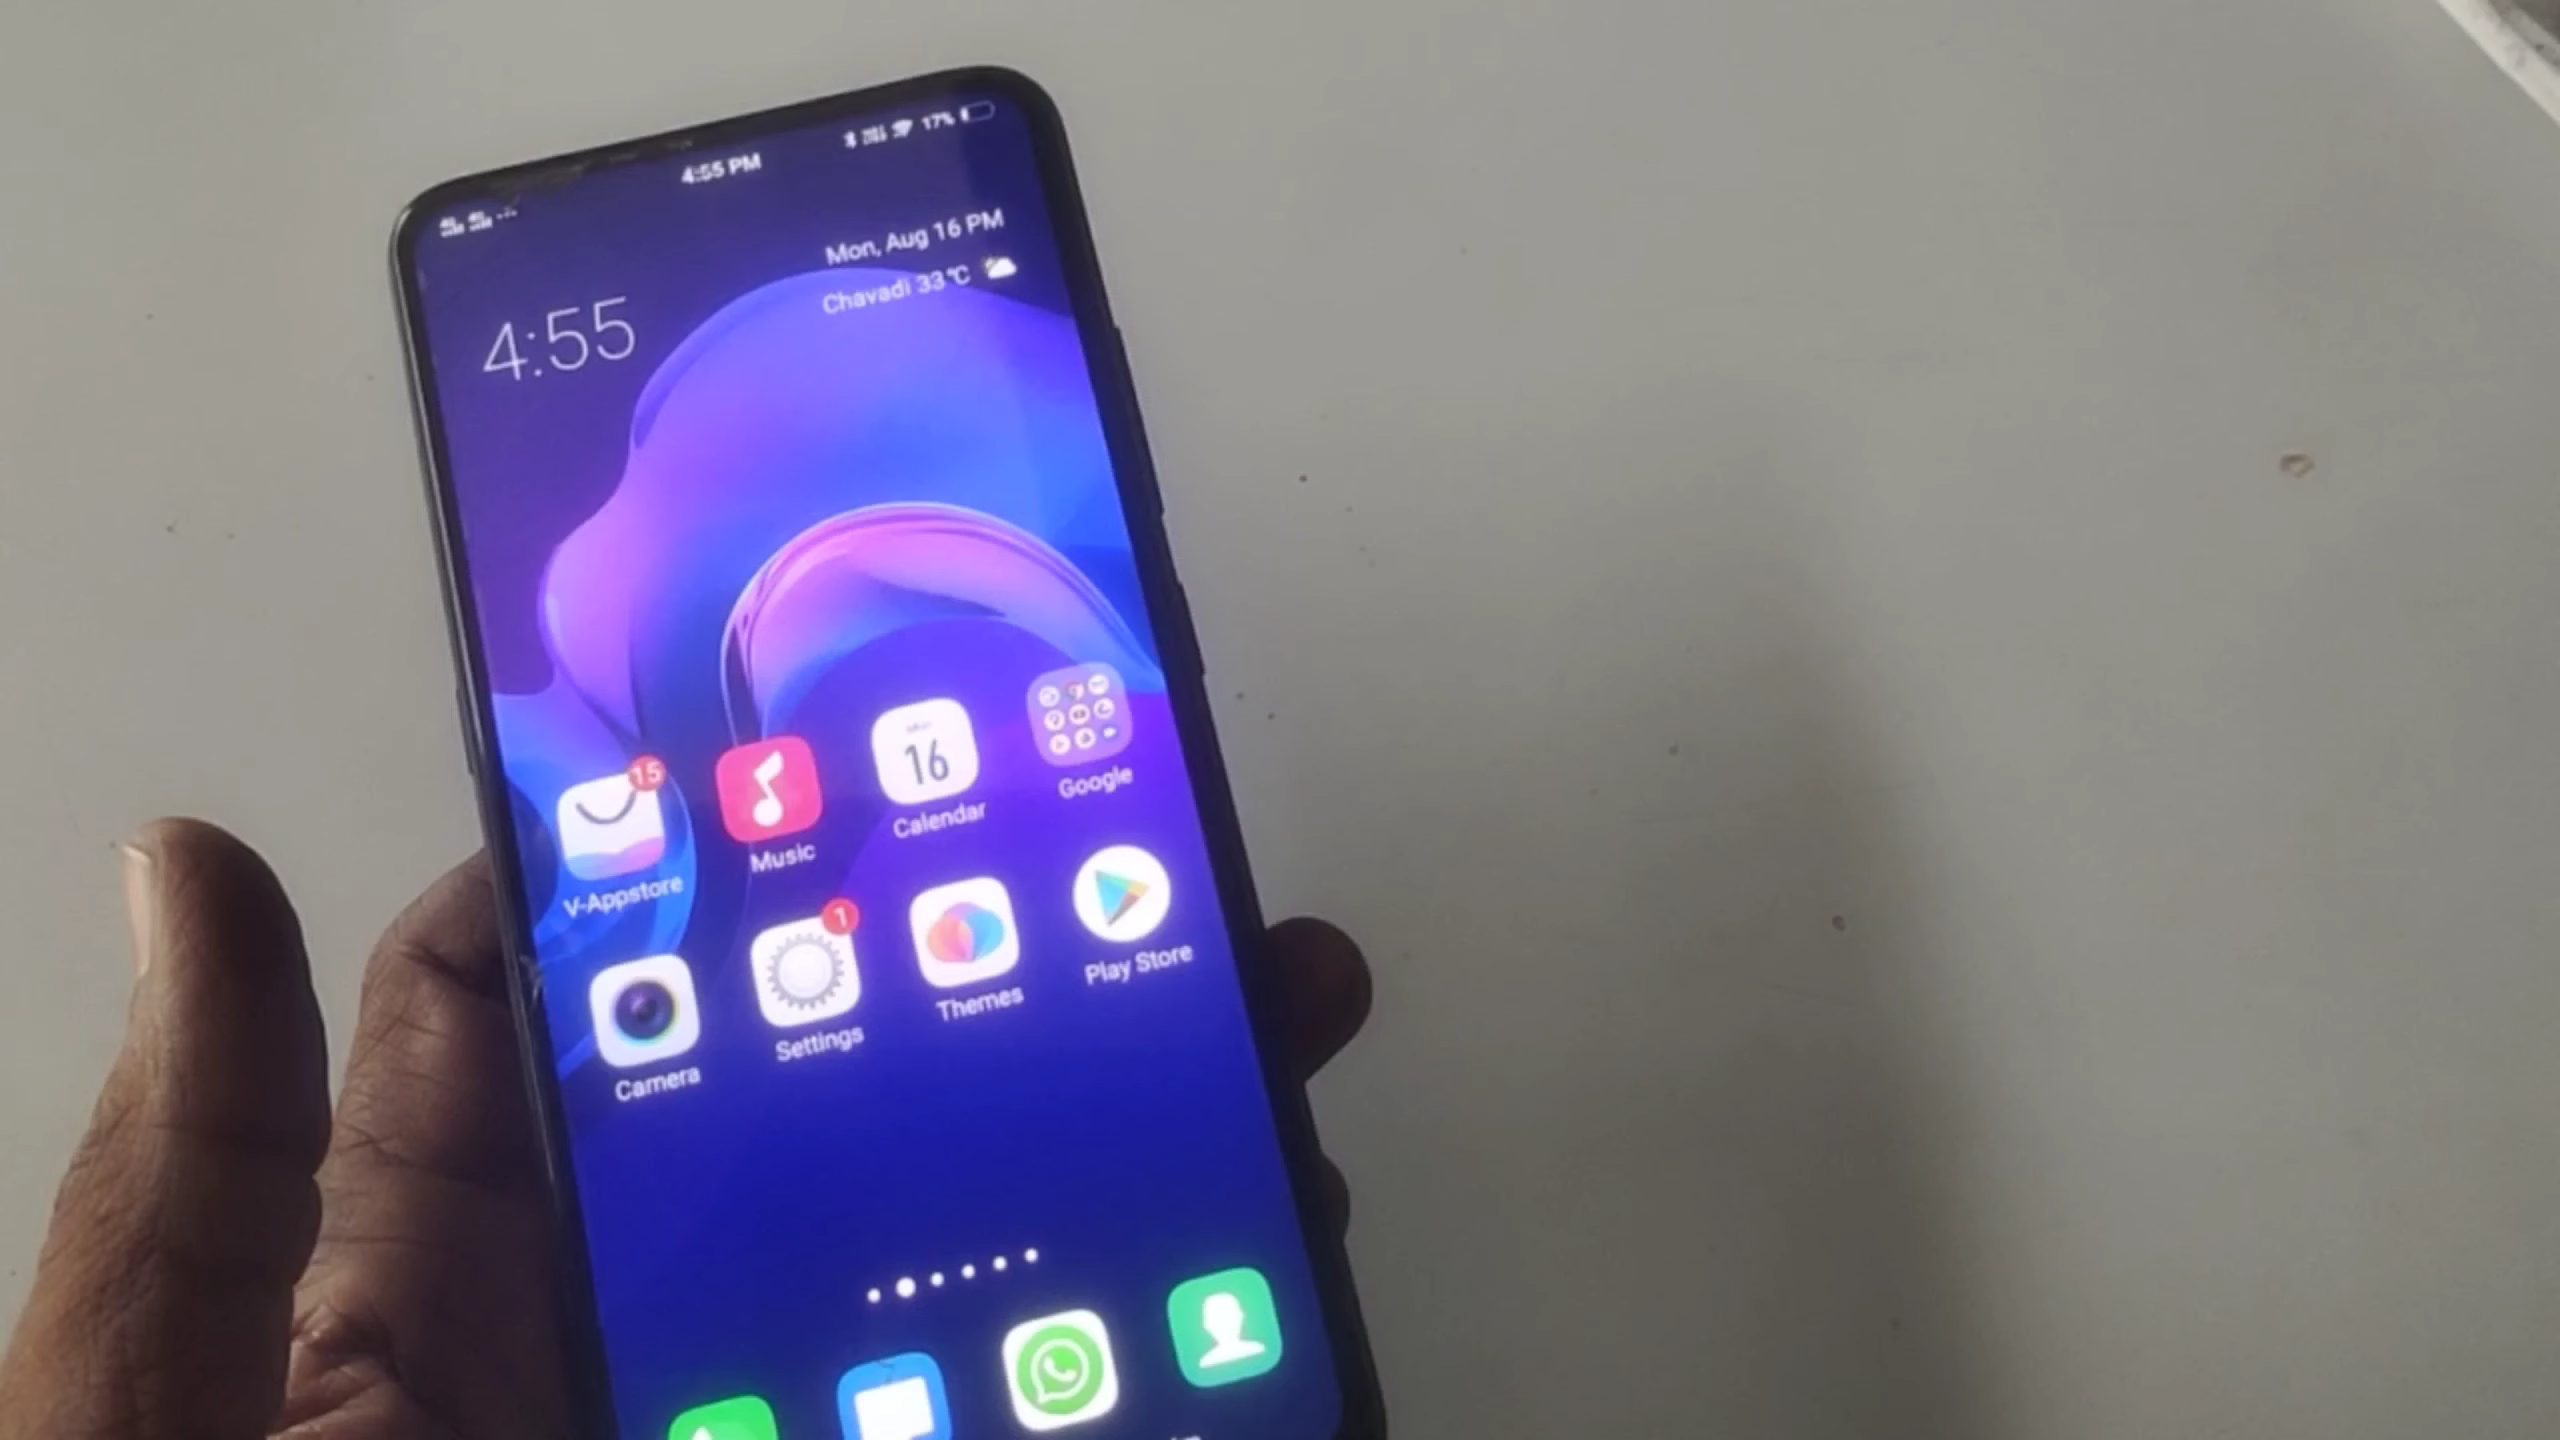 4:55 PM
17%
Mon, Aug 16 PM
Chavadi 33°C
4:55
15
16
V-Appstore
Music
Calendar
Google
1
Camera
Settings
Themes
Play Store